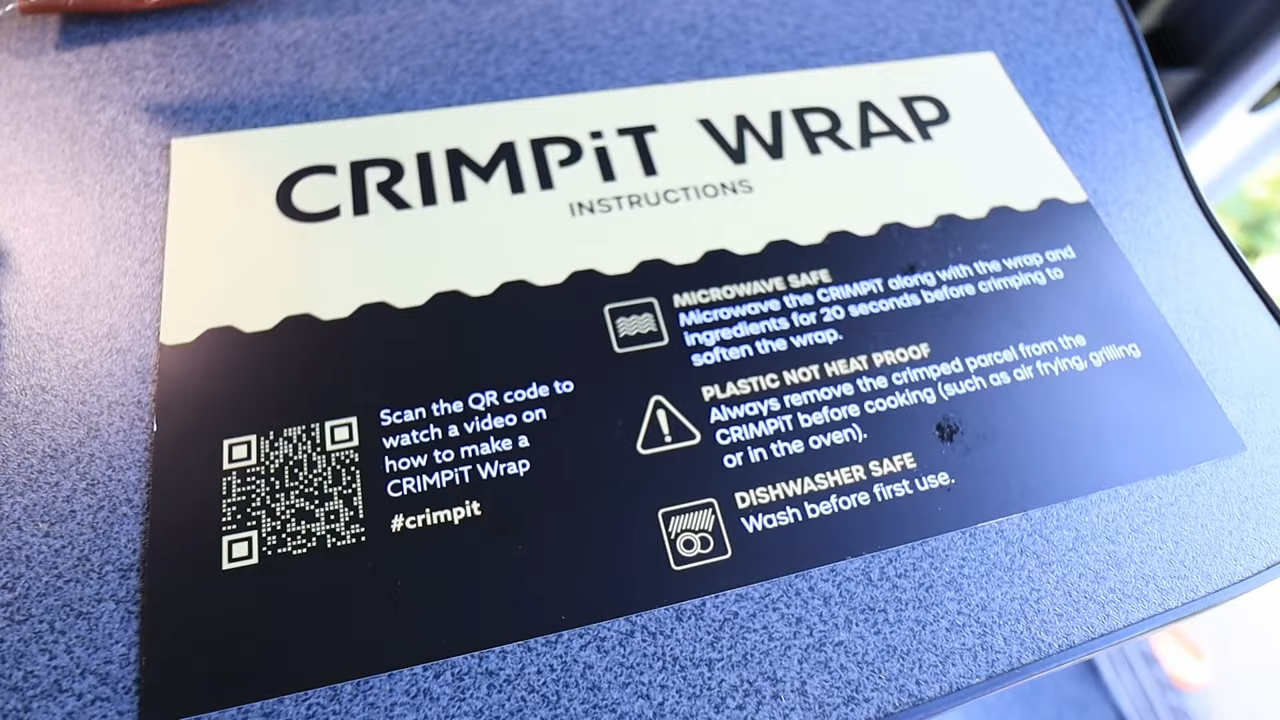 CRIMPiT WRAP
INSTRUCTIONS
Scan the QR code to
watch a video on
how to make a
CRIMPiT Wrap
#crimpit
MICROWAVE SAFE
Microwave the CRIMPiT along with the wrap and
ingredients for 20 seconds before crimping to
soften the wrap.
PLASTIC NOT HEAT PROOF
Always remove the crimped parcel from the
CRIMPiT before cooking (such as air frying, grilling
or in the oven).
DISHWASHER SAFE
Wash before first use.